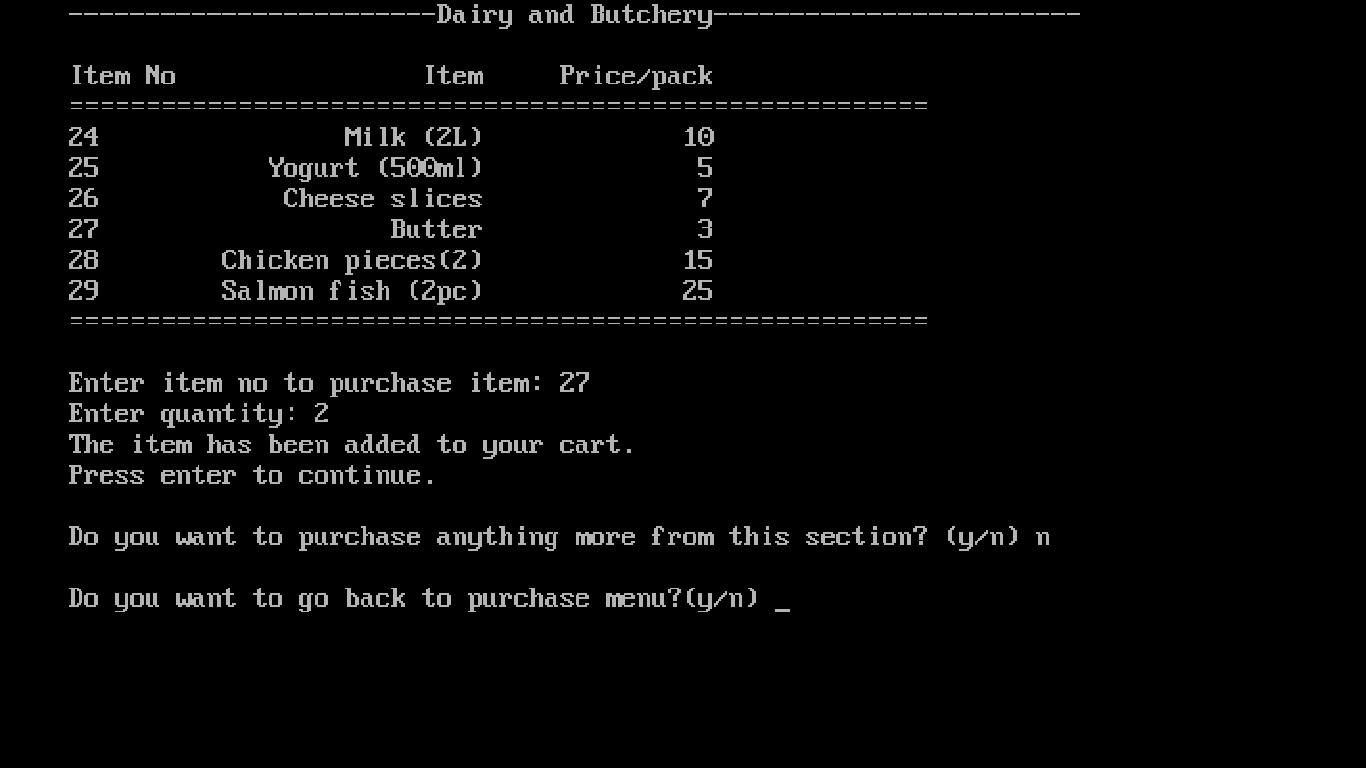 ------------------------Dairy and Butchery------------------------
Item No Item Price/pack
========================================================
24 Milk (2L) 10
25 Yogurt (500ml) 5
26 Cheese slices 7
27 Butter 3
28 Chicken pieces(2) 15
29 Salmon fish (2pc) 25
========================================================
Enter item no to purchase item: 27
Enter quantity: 2
The item has been added to your cart.
Press enter to continue.
Do you want to purchase anything more from this section? (y/n) n
Do you want to go back to purchase menu?(y/n) _